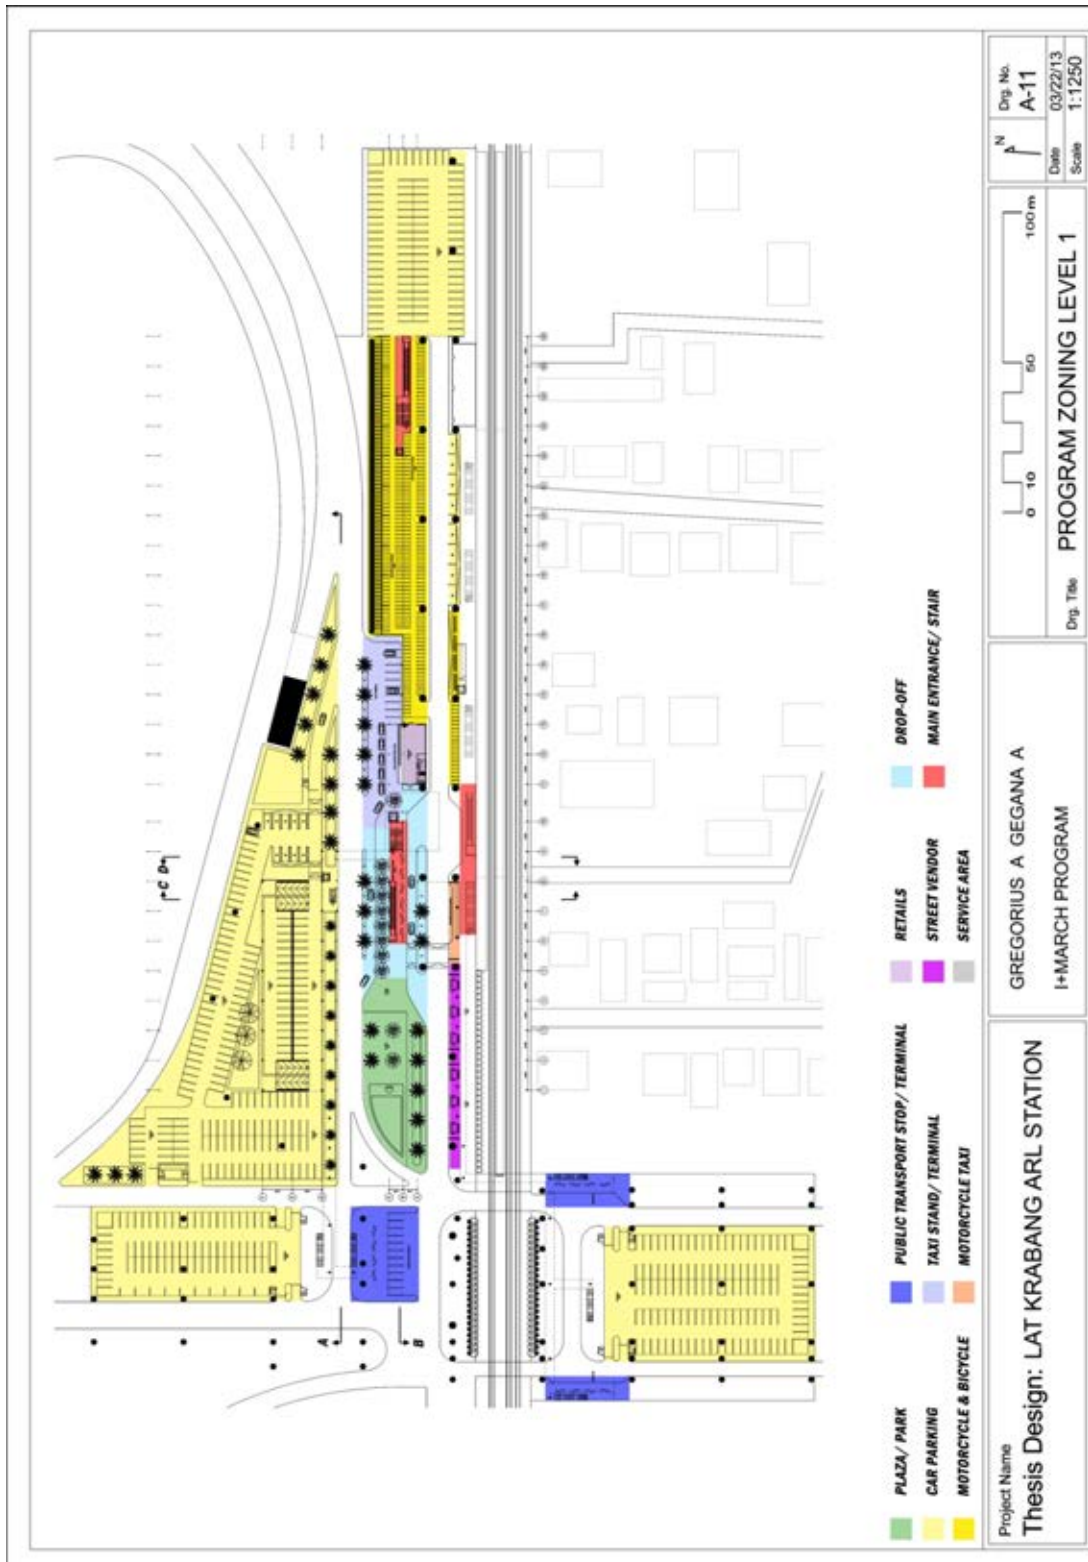 C D
A
B
PLAZA/ PARK
CAR PARKING
MOTORCYCLE & BICYCLE
PUBLIC TRANSPORT STOP/ TERMINAL
TAXI STAND/ TERMINAL
MOTORCYCLE TAXI
RETAILS
STREET VENDOR
SERVICE AREA
DROP-OFF
MAIN ENTRANCE/ STAIR
Project Name
Thesis Design: LAT KRABANG ARL STATION
GREGORIUS A GEGANA A
I+MARCH PROGRAM
0 10 50 100m
Drg. Title PROGRAM ZONING LEVEL 1
N
Drg. No.
A-11
Date 03/22/13
Scale 1:1250